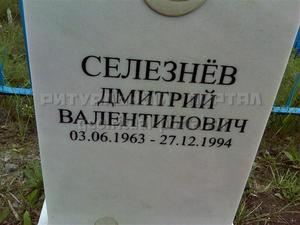 СЕЛЕЗНЁВ
ДМИТРИЙ
ВАЛЕНТИНОВИЧ
03.06.1963 - 27.12.1994